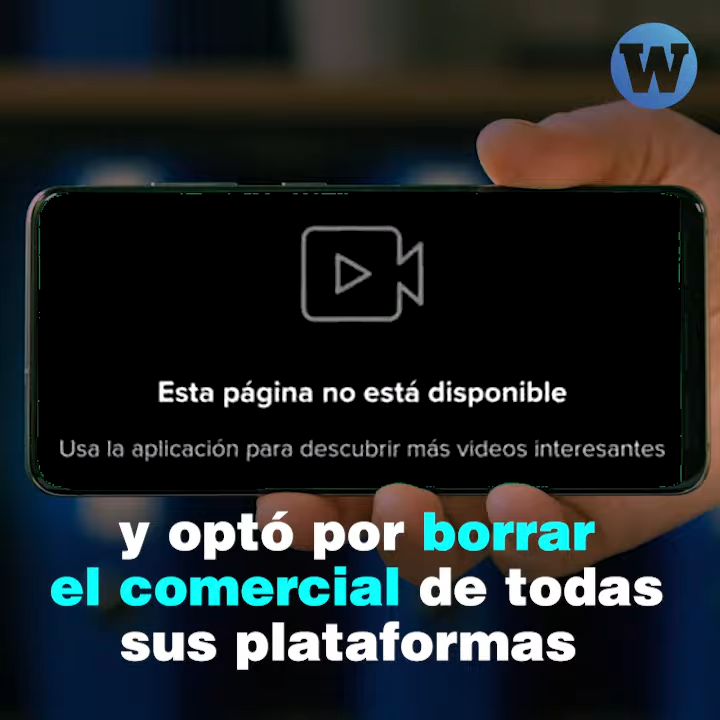 W
Esta página no está disponible
Usa la aplicación para descubrir más vídeos interesantes
y optó por borrar
el comercial de todas
sus plataformas